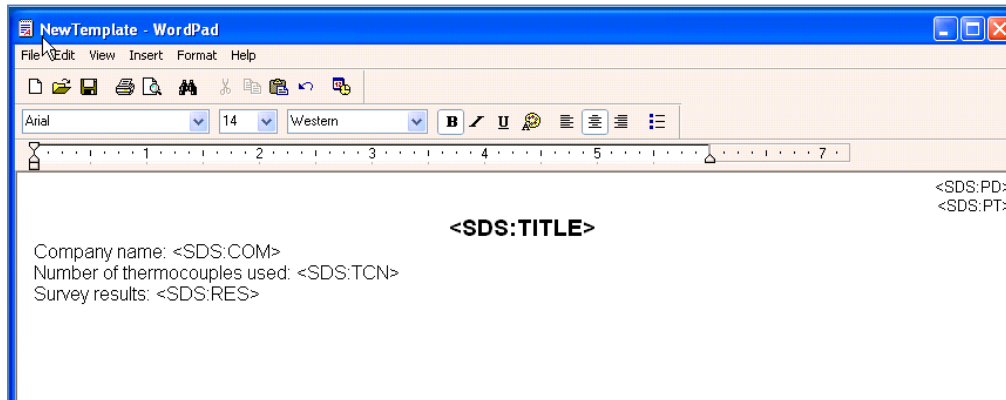 NewTemplate - WordPad
File Edit View Insert Format Help
Arial 14 Western B U
1 2 3 4 5 7
<SDS:PD>
<SDS:PT>
<SDS:TITLE>
Company name: <SDS:COM>
Number of thermocouples used: <SDS:TCN>
Survey results: <SDS:RES>